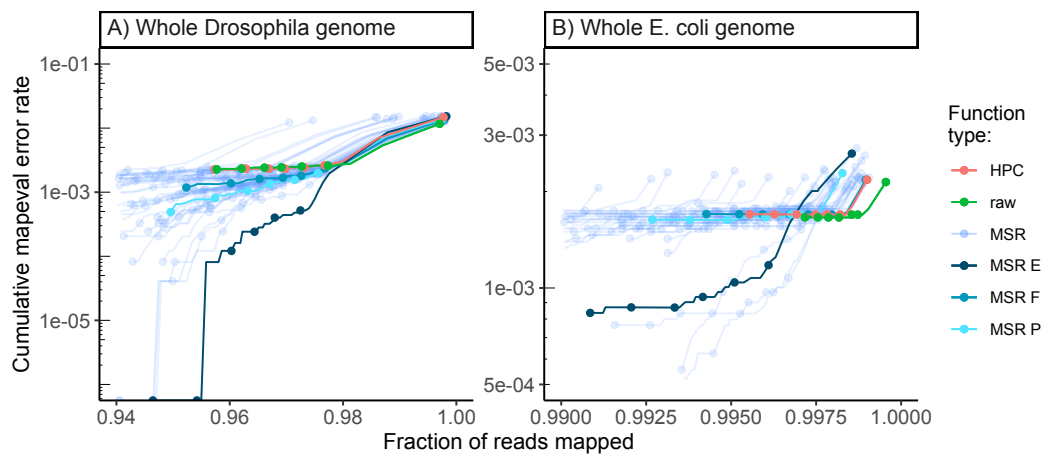 A) Whole Drosophila genome
B) Whole E. coli genome
Cumulative mapeval error rate
1e-01
1e-03
1e-05
0.94
0.96
0.98
1.00
5e-03
3e-03
1e-03
5e-04
0.990
0.9925
0.9950
0.9975
1.0000
Fraction of reads mapped
Function
type:
HPC
raw
MSR
MSR E
MSR F
MSR P